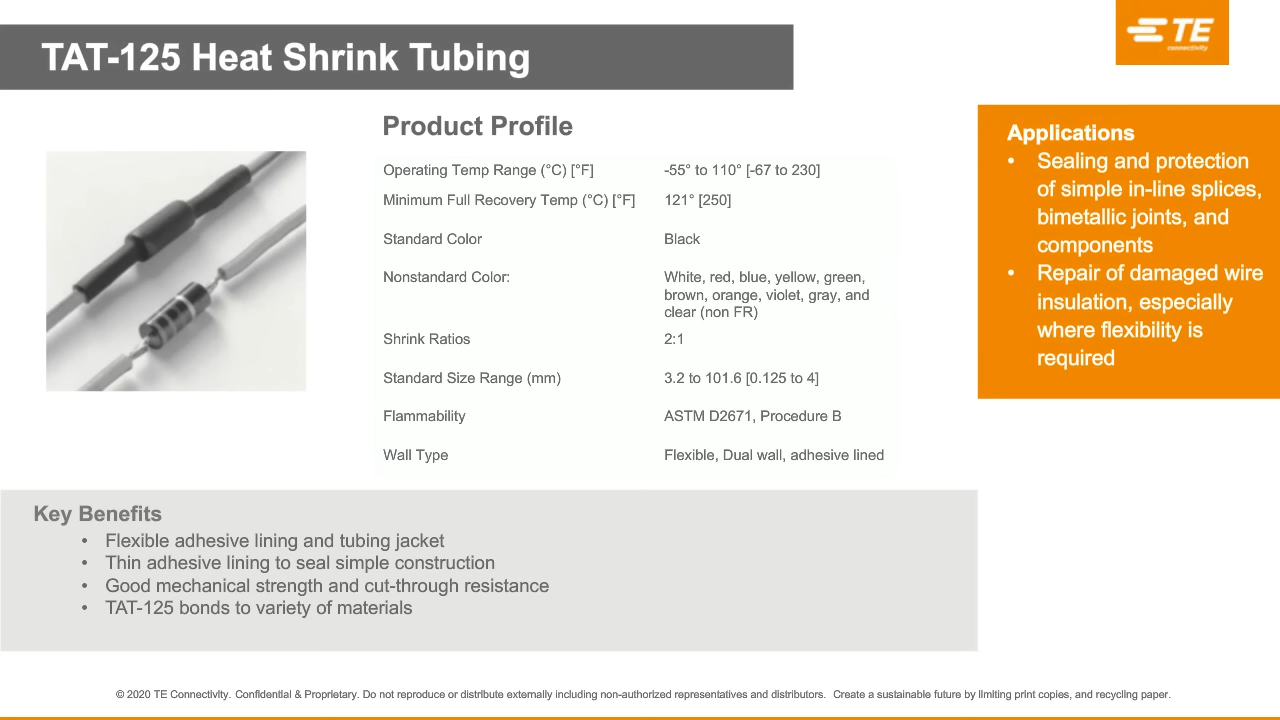 TAT-125 Heat Shrink Tubing
TE
connectivity
Product Profile
Operating Temp Range (°C) [°F] -55° to 110° [-67 to 230]
Minimum Full Recovery Temp (°C) [°F] 121° [250]
Standard Color Black
Nonstandard Color: White, red, blue, yellow, green,
brown, orange, violet, gray, and
clear (non FR)
Shrink Ratios 2:1
Standard Size Range (mm) 3.2 to 101.6 [0.125 to 4]
Flammability ASTM D2671, Procedure B
Wall Type Flexible, Dual wall, adhesive lined
Applications
• Sealing and protection
of simple in-line splices,
bimetallic joints, and
components
• Repair of damaged wire
insulation, especially
where flexibility is
required
Key Benefits
• Flexible adhesive lining and tubing jacket
• Thin adhesive lining to seal simple construction
• Good mechanical strength and cut-through resistance
• TAT-125 bonds to variety of materials
© 2020 TE Connectivity. Confidential & Proprietary. Do not reproduce or distribute externally including non-authorized representatives and distributors. Create a sustainable future by limiting print copies, and recycling paper.